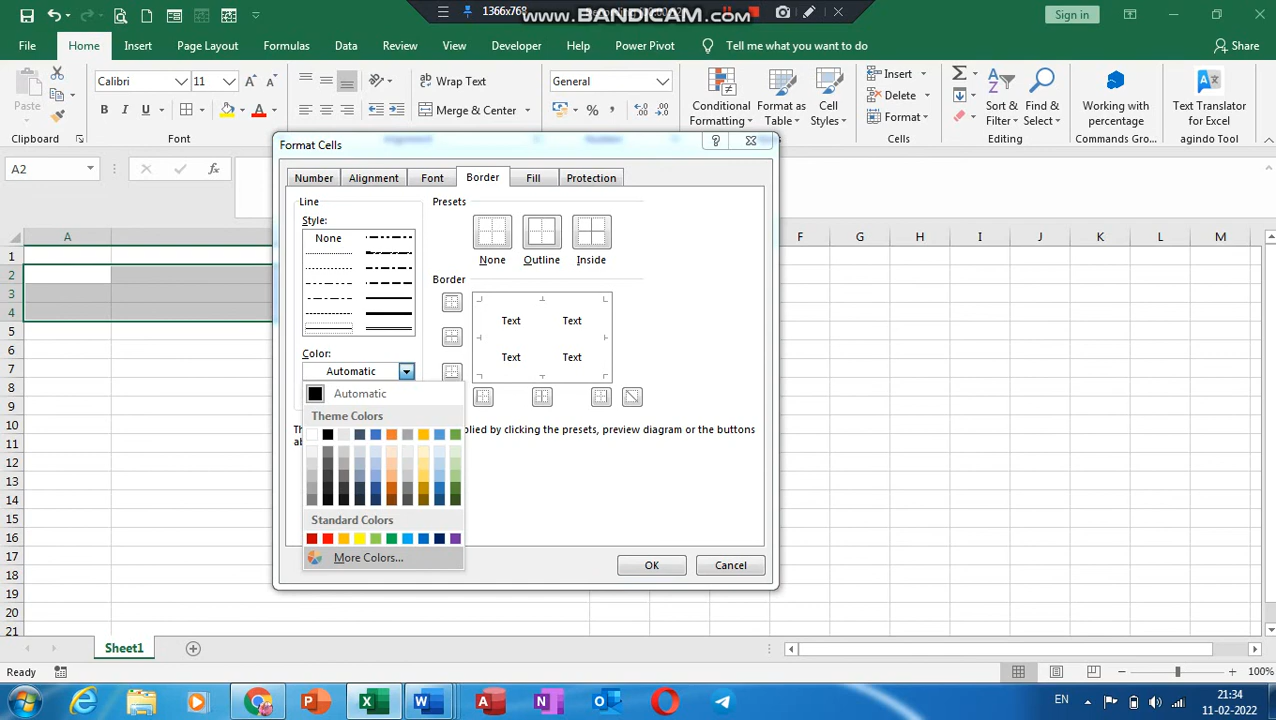 1366x768
www.BANDICAM.com
Sign in
File Home Insert Page Layout Formulas Data Review View Developer Help Power Pivot Tell me what you want to do Share
Calibri 11 Wrap Text General Insert
Paste B I U Merge & Center % Conditional Formatting Format as Table Cell Styles Delete Format Sort & Filter Find & Select Working with percentage Text Translator for Excel
Clipboard Font Cells Editing Commands Gro... agindo Tool
Format Cells
A2 fx
Number Alignment Font Border Fill Protection
Line Presets
Style:
None
None Outline Inside
A F G H I J K L M
Border
Text Text
Text Text
Color:
Automatic
Automatic
Theme Colors
plied by clicking the presets, preview diagram or the buttons
Standard Colors
More Colors...
OK Cancel
1
2
3
4
5
6
7
8
9
10
11
12
13
14
15
16
17
18
19
20
21
Sheet1
Ready 100%
EN 21:34
11-02-2022